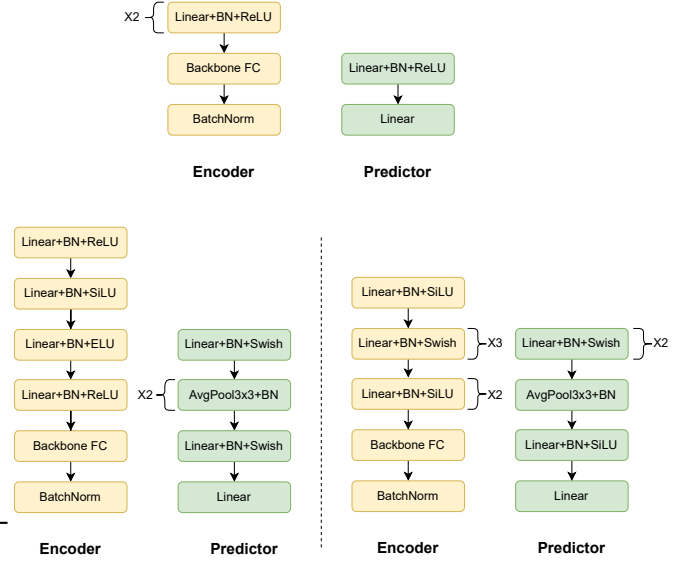 X2
Linear+BN+ReLU
Backbone FC
BatchNorm
Encoder
Linear+BN+ReLU
Linear
Predictor
Linear+BN+ReLU
Linear+BN+SiLU
Linear+BN+ELU
Linear+BN+ReLU
Backbone FC
BatchNorm
Encoder
Linear+BN+Swish
X2
AvgPool3x3+BN
Linear+BN+Swish
Linear
Predictor
Linear+BN+SiLU
Linear+BN+Swish
X3
Linear+BN+SiLU
X2
Backbone FC
BatchNorm
Encoder
Linear+BN+Swish
X2
AvgPool3x3+BN
Linear+BN+SiLU
Linear
Predictor